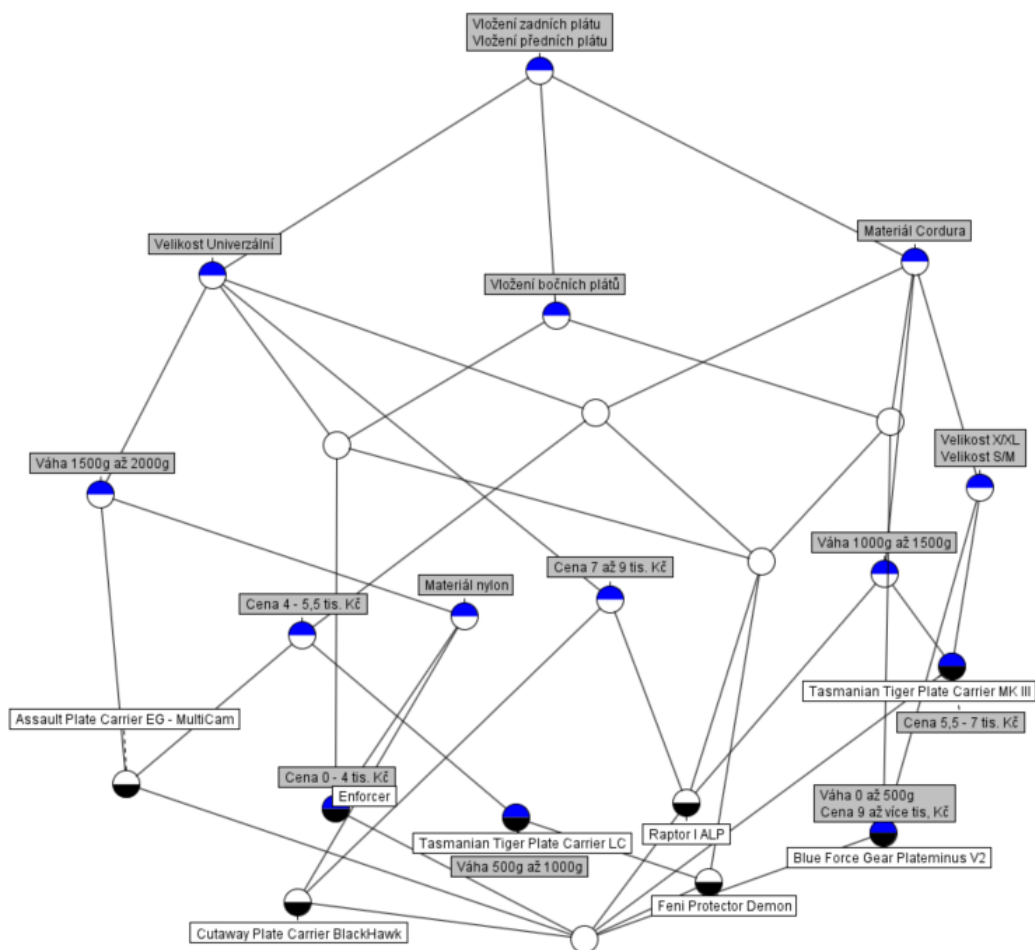 Vložení zadních plátu
Vložení předních plátu
Velikost Univerzální
Materiál Cordura
Vložení bočních plátů
Velikost X/XL
Velikost S/M
Váha 1500g až 2000g
Váha 1000g až 1500g
Cena 7 až 9 tis. Kč
Materiál nylon
Cena 4 - 5,5 tis. Kč
Tasmanian Tiger Plate Carrier MK III
Assault Plate Carrier EG - MultiCam
Cena 5,5 - 7 tis. Kč
Cena 0 - 4 tis. Kč
Enforcer
Váha 0 až 500g
Cena 9 až více tis, Kč
Raptor I ALP
Tasmanian Tiger Plate Carrier LC
Blue Force Gear Plateminus V2
Váha 500g až 1000g
Feni Protector Demon
Cutaway Plate Carrier BlackHawk